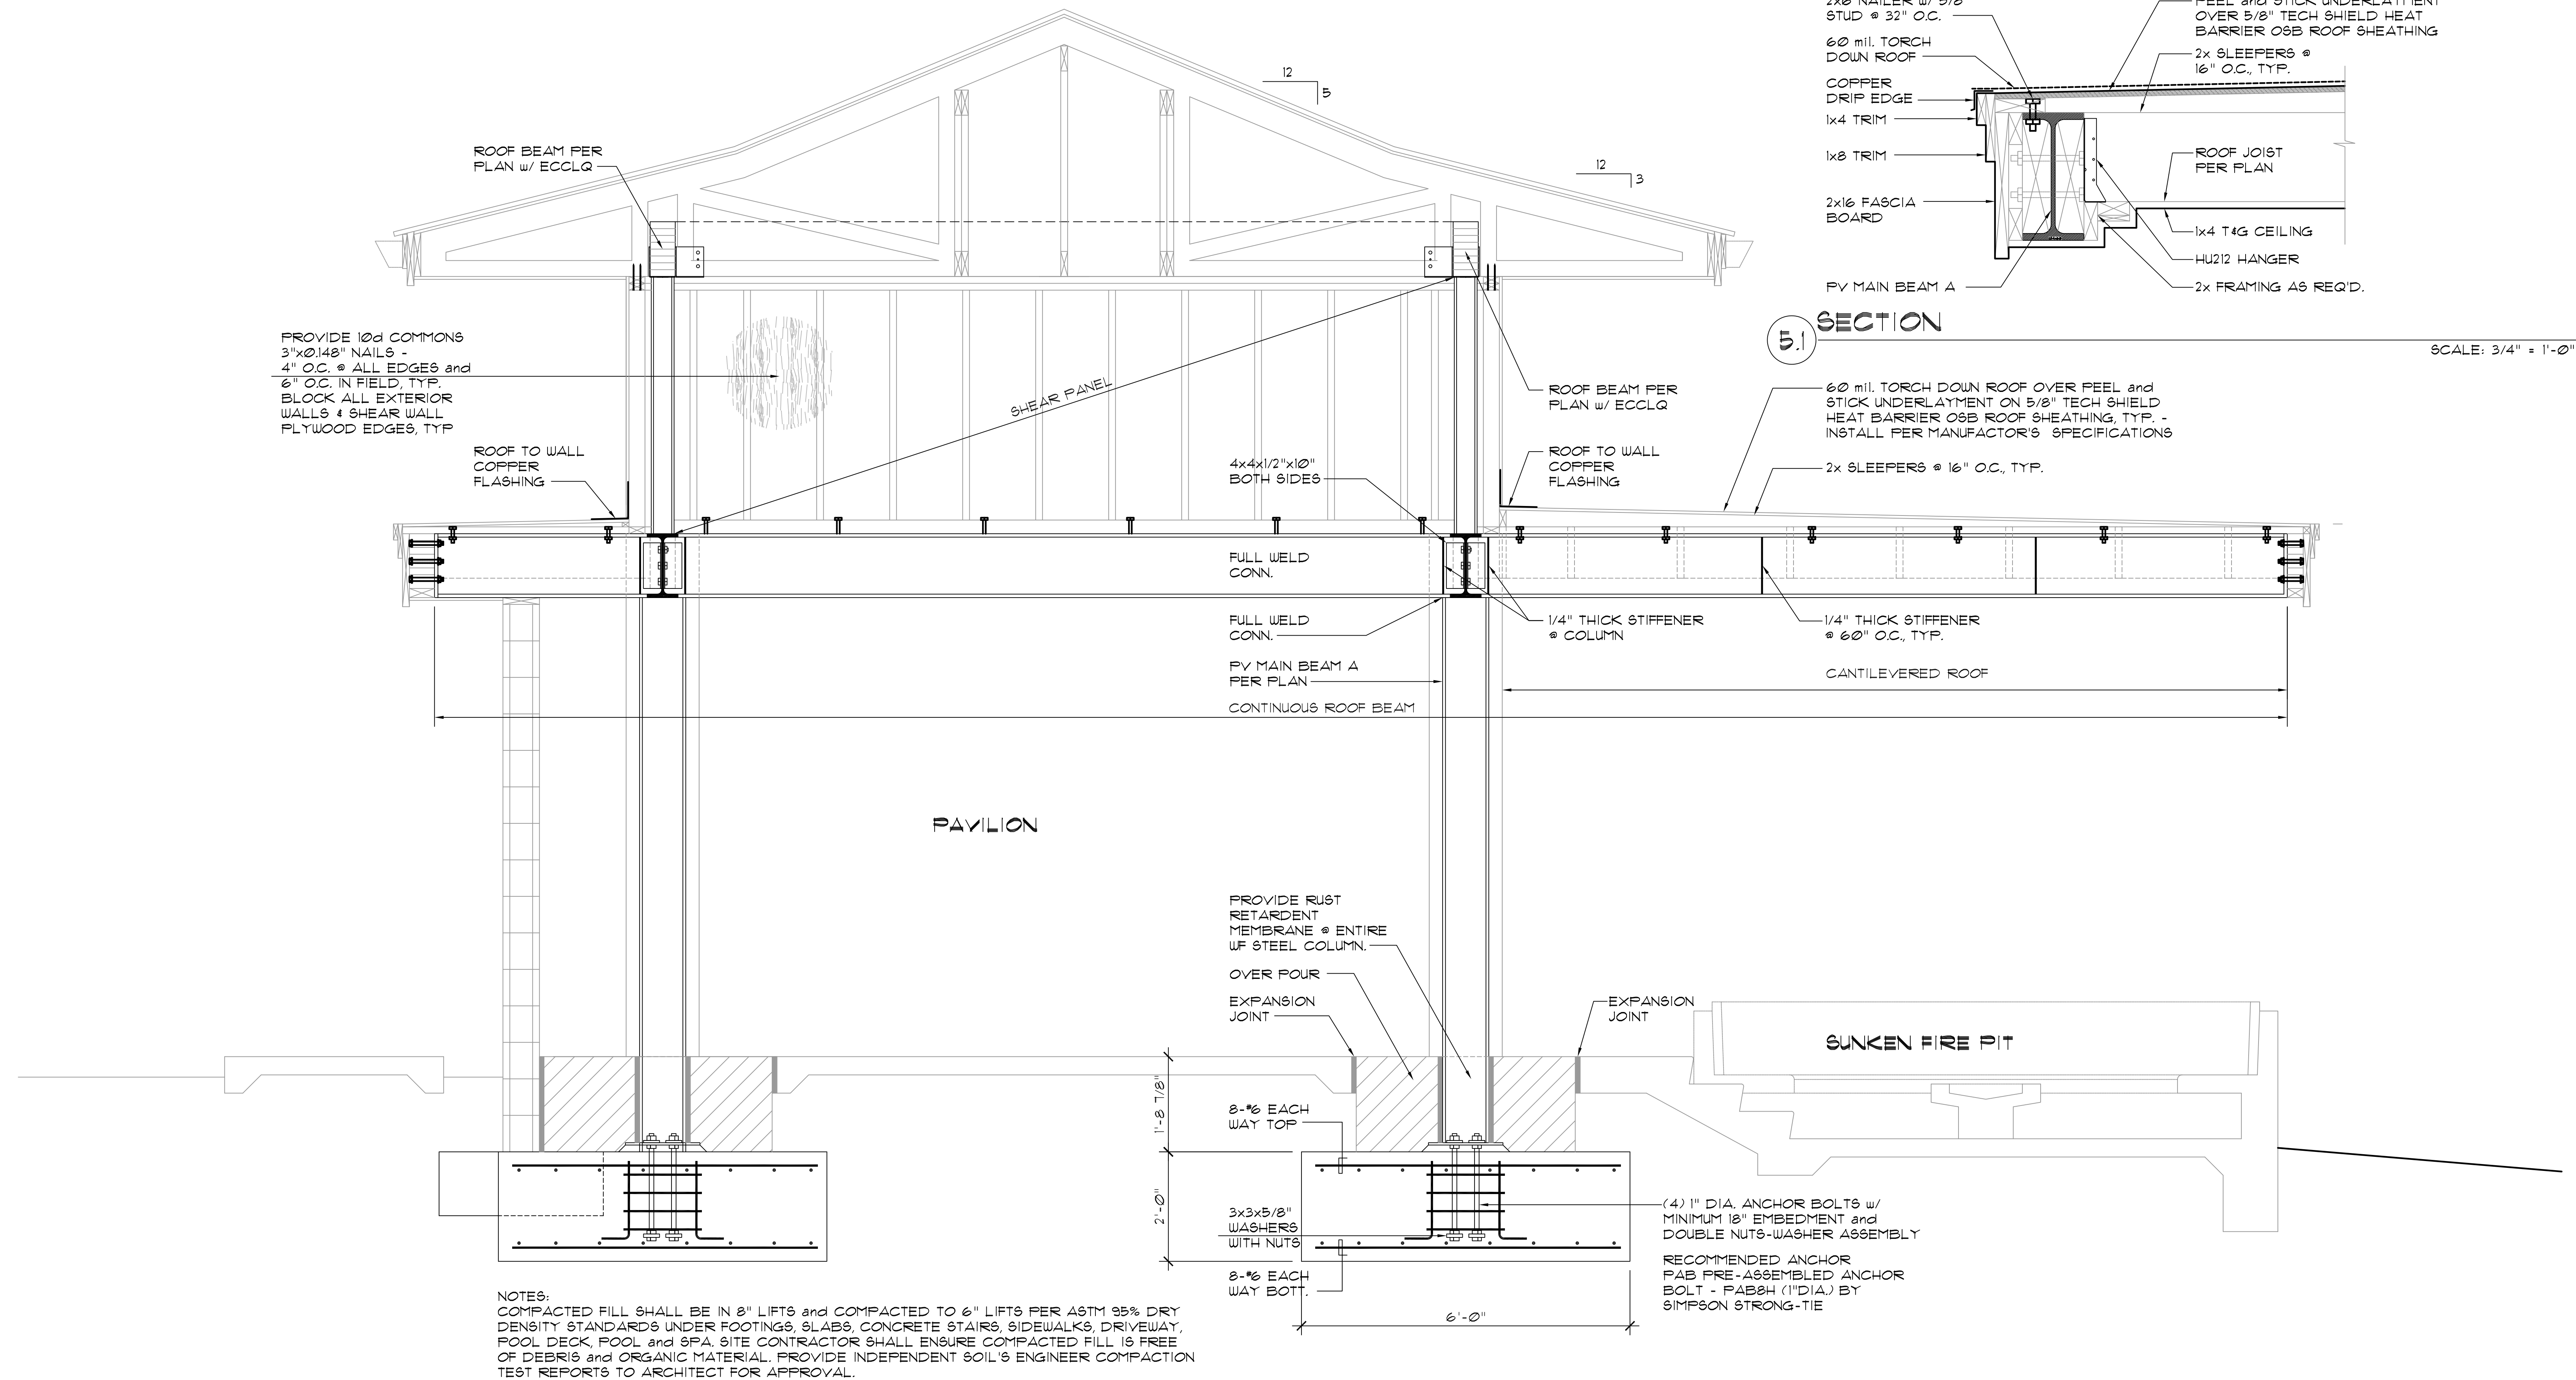 2x6 NAILER W/ 5/8"
STUD @ 32" O.C.
60 mil. TORCH
DOWN ROOF
COPPER
DRIP EDGE
1x4 TRIM
1x8 TRIM
2x16 FASCIA
BOARD
PV MAIN BEAM A
PEEL and STICK UNDERLAYMENT
OVER 5/8" TECH SHIELD HEAT
BARRIER OSB ROOF SHEATHING
2x SLEEPERS @
16" O.C., TYP.
ROOF JOIST
PER PLAN
1x4 T&G CEILING
HU212 HANGER
2x FRAMING AS REQ'D.
5.1
SECTION
SCALE: 3/4" = 1'-0"
12
5
12
3
ROOF BEAM PER
PLAN w/ ECCLQ
PROVIDE 10d COMMONS
3"x0.148" NAILS -
4" O.C. @ ALL EDGES and
6" O.C. IN FIELD, TYP.
BLOCK ALL EXTERIOR
WALLS & SHEAR WALL
PLYWOOD EDGES, TYP
SHEAR PANEL
ROOF BEAM PER
PLAN w/ ECCLQ
60 mil. TORCH DOWN ROOF OVER PEEL and
STICK UNDERLAYMENT ON 5/8" TECH SHIELD
HEAT BARRIER OSB ROOF SHEATHING, TYP. -
INSTALL PER MANUFACTOR'S SPECIFICATIONS
2x SLEEPERS @ 16" O.C., TYP.
ROOF TO WALL
COPPER
FLASHING
4x4x1/2"x10"
BOTH SIDES
ROOF TO WALL
COPPER
FLASHING
FULL WELD
CONN.
FULL WELD
CONN.
1/4" THICK STIFFENER
@ COLUMN
1/4" THICK STIFFENER
@ 60" O.C., TYP.
PV MAIN BEAM A
PER PLAN
CANTILEVERED ROOF
CONTINUOUS ROOF BEAM
PAVILION
PROVIDE RUST
RETARDENT
MEMBRANE @ ENTIRE
WF STEEL COLUMN.
OVER POUR
EXPANSION
JOINT
EXPANSION
JOINT
SUNKEN FIRE PIT
1'-8 7/8"
8-#6 EACH
WAY TOP
2'-0"
3x3x5/8"
WASHERS
WITH NUTS
8-#6 EACH
WAY BOTT.
6'-0"
(4) 1" DIA. ANCHOR BOLTS w/
MINIMUM 18" EMBEDMENT and
DOUBLE NUTS-WASHER ASSEMBLY
RECOMMENDED ANCHOR
PAB PRE-ASSEMBLED ANCHOR
BOLT - PAB8H (1"DIA.) BY
SIMPSON STRONG-TIE
NOTES:
COMPACTED FILL SHALL BE IN 8" LIFTS and COMPACTED TO 6" LIFTS PER ASTM 95% DRY
DENSITY STANDARDS UNDER FOOTINGS, SLABS, CONCRETE STAIRS, SIDEWALKS, DRIVEWAY,
POOL DECK, POOL and SPA. SITE CONTRACTOR SHALL ENSURE COMPACTED FILL IS FREE
OF DEBRIS and ORGANIC MATERIAL. PROVIDE INDEPENDENT SOIL'S ENGINEER COMPACTION
TEST REPORTS TO ARCHITECT FOR APPROVAL.